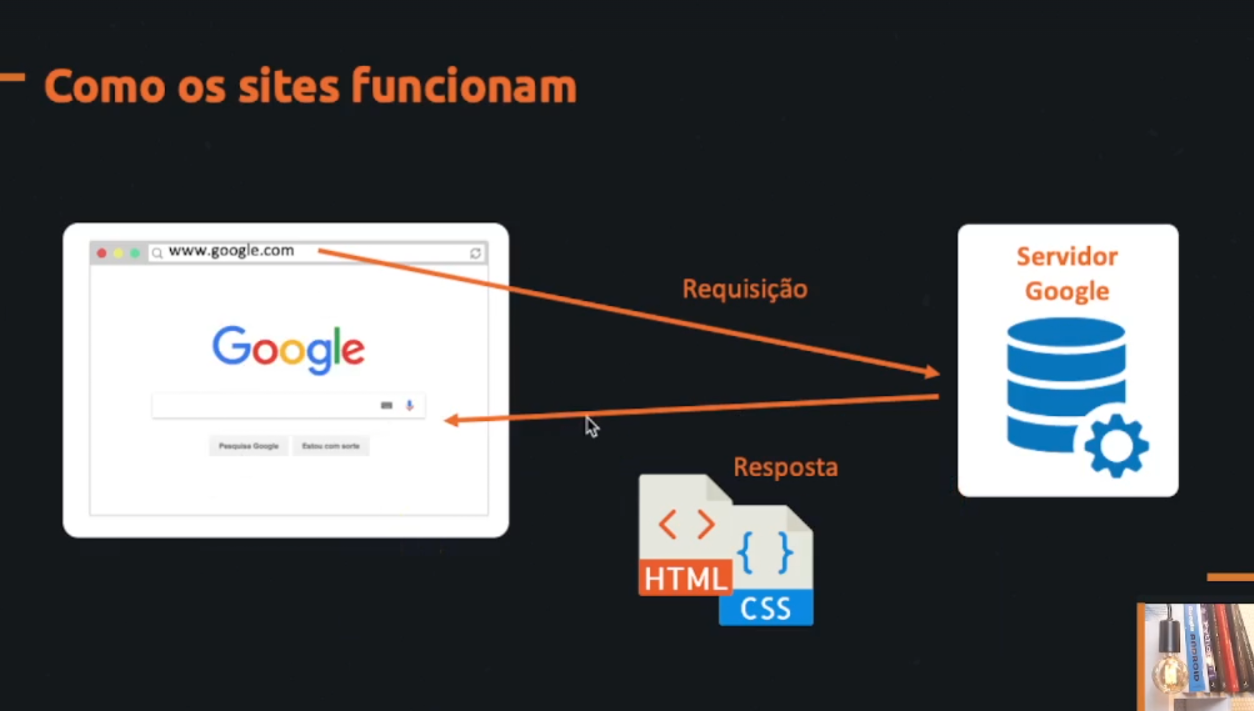 Como os sites funcionam
www.google.com
Google
Pesquisa Google
Estou com sorte
Requisição
Resposta
HTML
CSS
Servidor
Google